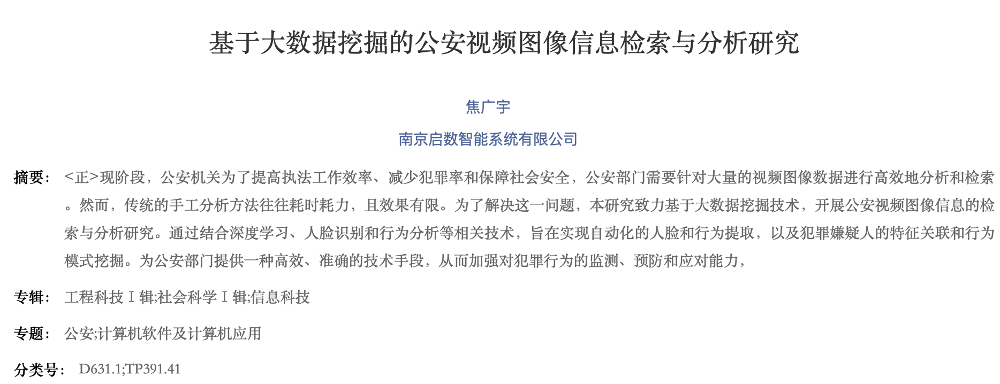 基于大数据挖掘的公安视频图像信息检索与分析研究
焦广宇
南京启数智能系统有限公司
摘要： <正>现阶段，公安机关为了提高执法工作效率、减少犯罪率和保障社会安全，公安部门需要针对大量的视频图像数据进行高效地分析和检索
。然而，传统的手工分析方法往往耗时耗力，且效果有限。为了解决这一问题，本研究致力基于大数据挖掘技术，开展公安视频图像信息的检
索与分析研究。通过结合深度学习、人脸识别和行为分析等相关技术，旨在实现自动化的人脸和行为提取，以及犯罪嫌疑人的特征关联和行为
模式挖掘。为公安部门提供一种高效、准确的技术手段，从而加强对犯罪行为的监测、预防和应对能力，
专辑： 工程科技Ⅰ辑;社会科学Ⅰ辑;信息科技
专题： 公安;计算机软件及计算机应用
分类号： D631.1;TP391.41